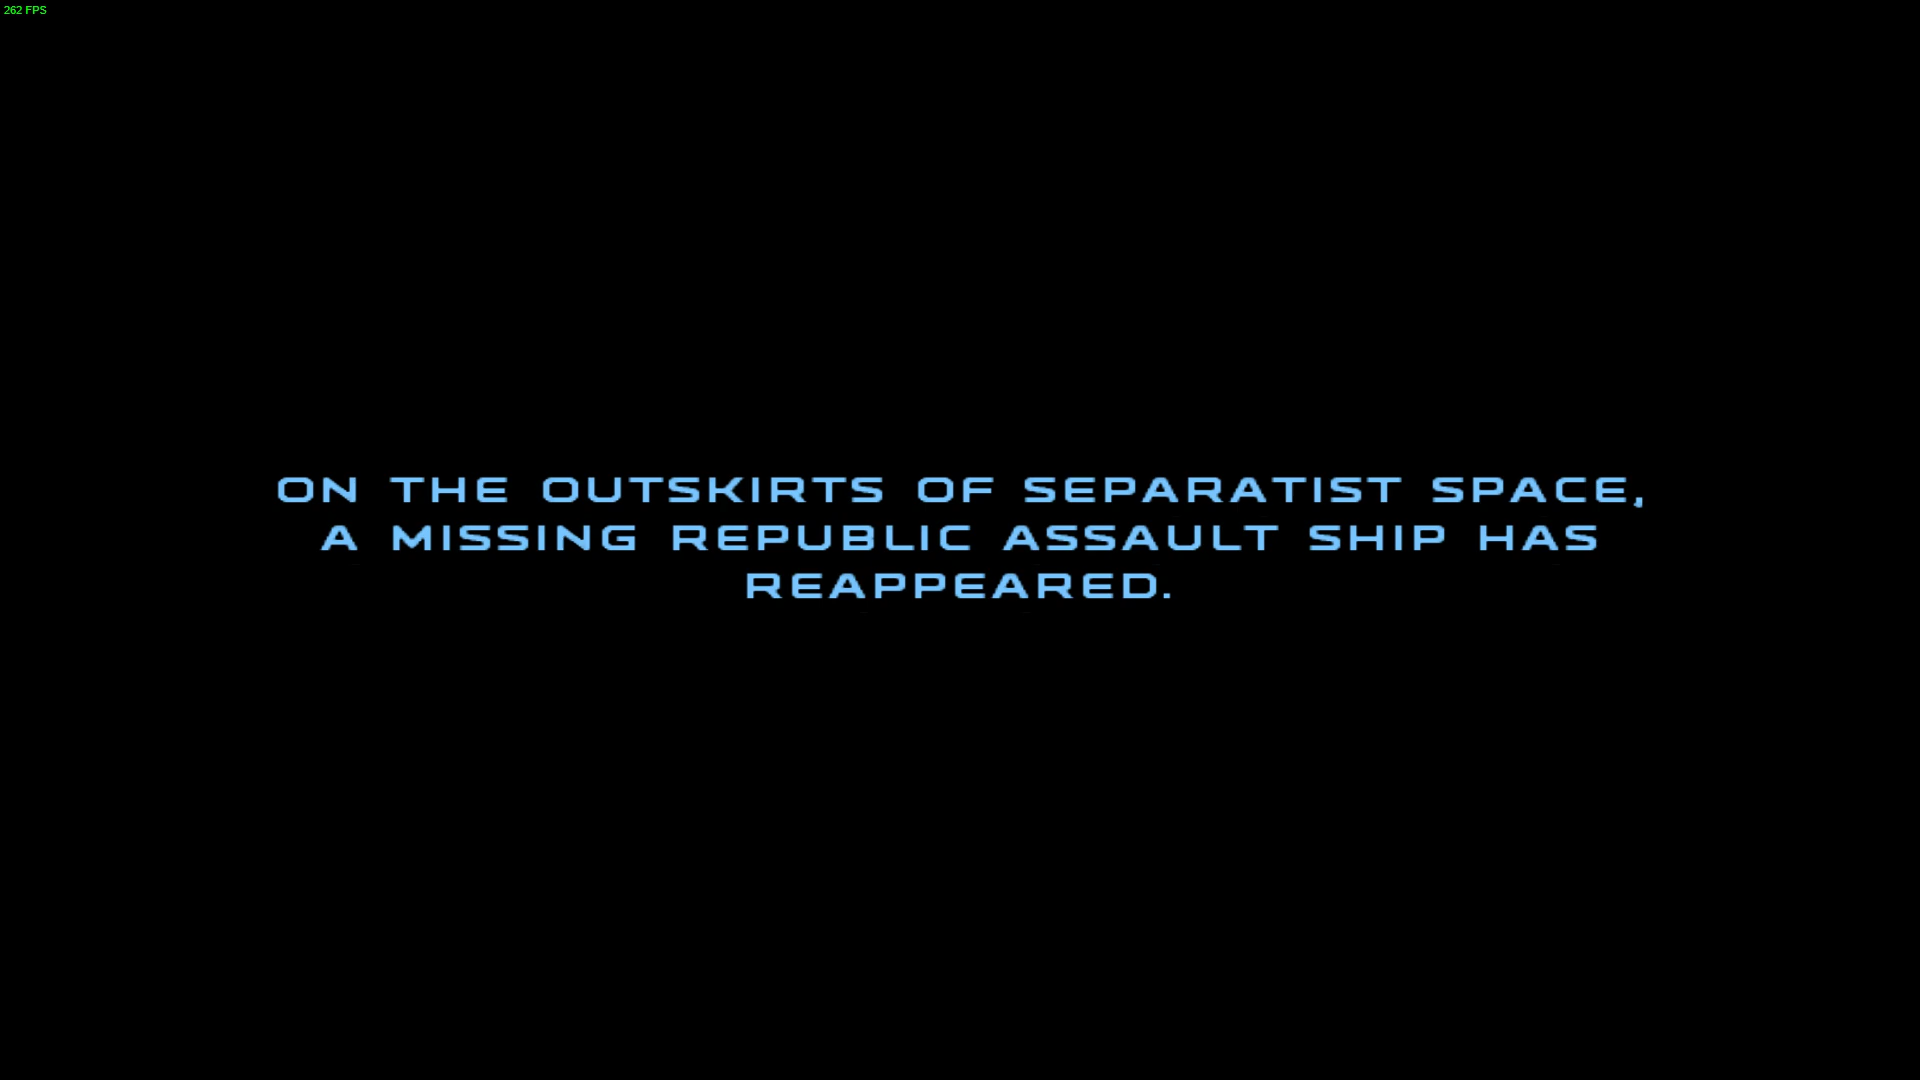 262 FPS
ON THE OUTSKIRTS OF SEPARATIST SPACE,
A MISSING REPUBLIC ASSAULT SHIP HAS
REAPPEARED.